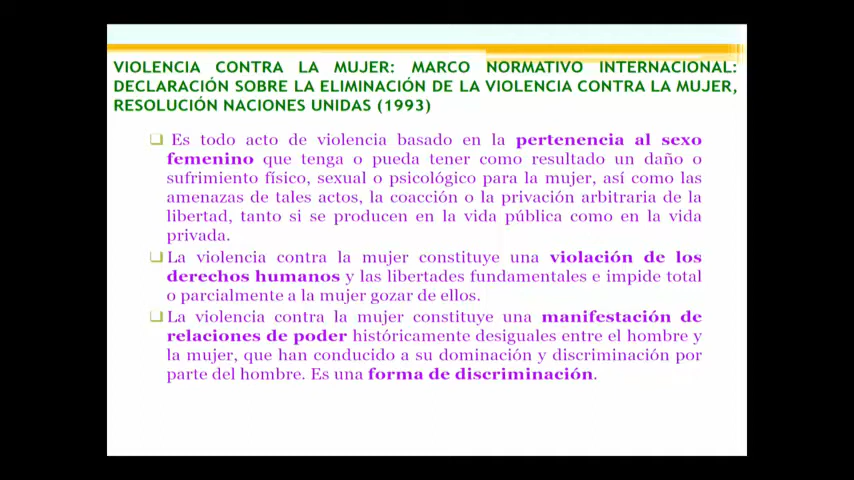 VIOLENCIA CONTRA LA MUJER: MARCO NORMATIVO INTERNACIONAL:
DECLARACIÓN SOBRE LA ELIMINACIÓN DE LA VIOLENCIA CONTRA LA MUJER,
RESOLUCIÓN NACIONES UNIDAS (1993)
Es todo acto de violencia basado en la pertenencia al sexo
femenino que tenga o pueda tener como resultado un daño o
sufrimiento físico, sexual o psicológico para la mujer, así como las
amenazas de tales actos, la coacción o la privación arbitraria de la
libertad, tanto si se producen en la vida pública como en la vida
privada.
La violencia contra la mujer constituye una violación de los
derechos humanos y las libertades fundamentales e impide total
o parcialmente a la mujer gozar de ellos.
La violencia contra la mujer constituye una manifestación de
relaciones de poder históricamente desiguales entre el hombre y
la mujer, que han conducido a su dominación y discriminación por
parte del hombre. Es una forma de discriminación.